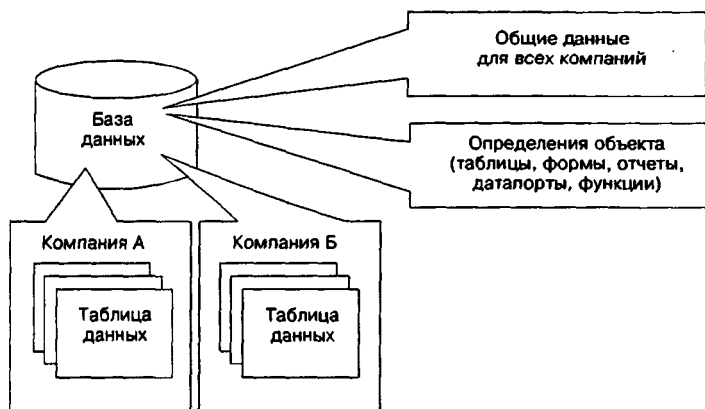 Общие данные
для всех компаний
База
данных
Определения объекта
(таблицы, формы, отчеты,
датапорты, функции)
Компания А
Компания Б
Таблица
данных
Таблица
данных